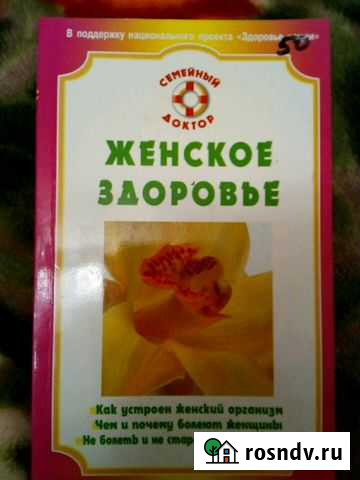 В поддержку национального проекта «Здоровье
50
СЕМЕЙНЫЙ
ДОКТОР
ЖЕНСКОЕ
ЗДОРОВЬЕ
Как устроен женский организм
Чем и почему болеют женщины
Не болеть и не
rosndv.ru